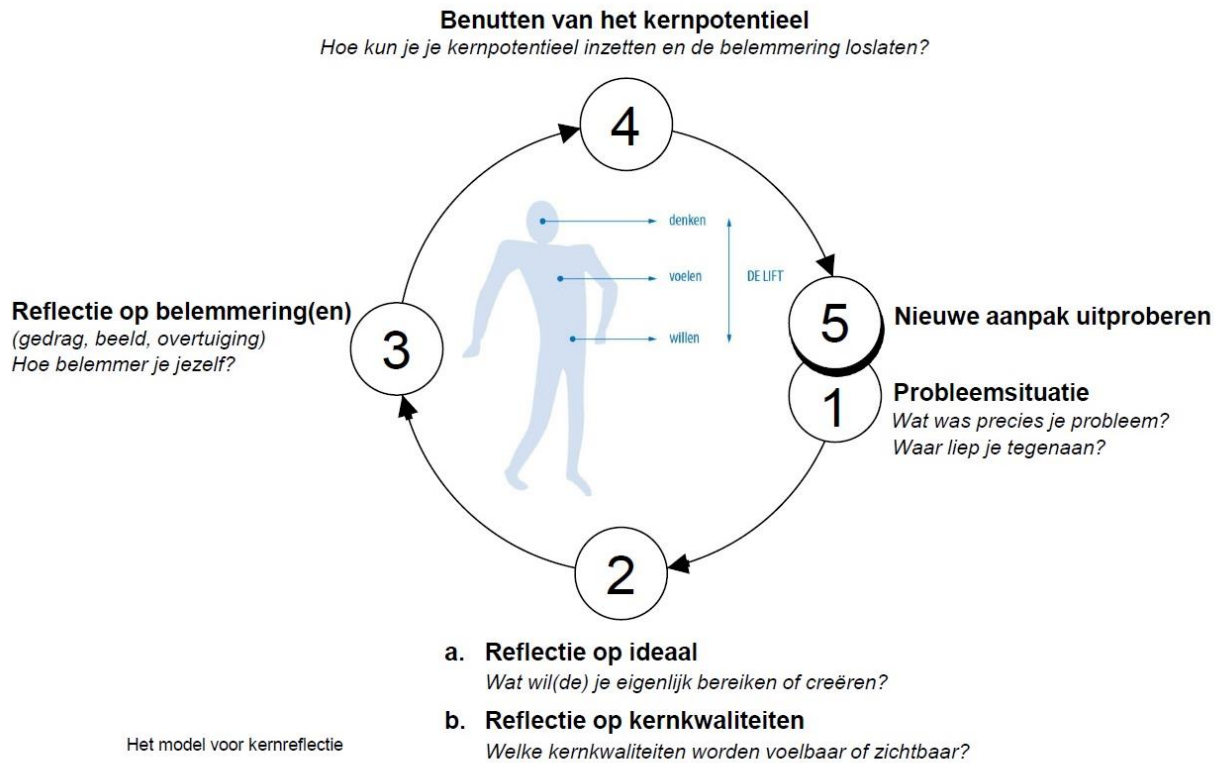 Benutten van het kernpotentieel
Hoe kun je je kernpotentieel inzetten en de belemmering loslaten?
4
denken
voelen
DE LIFT
willen
Reflectie op belemmering(en)
(gedrag, beeld, overtuiging)
Hoe belemmer je jezelf?
3
5
Nieuwe aanpak uitproberen
1
Probleemsituatie
Wat was precies je probleem?
Waar liep je tegenaan?
2
a. Reflectie op ideaal
Wat wil(de) je eigenlijk bereiken of creëren?
b. Reflectie op kernkwaliteiten
Welke kernkwaliteiten worden voelbaar of zichtbaar?
Het model voor kernreflectie